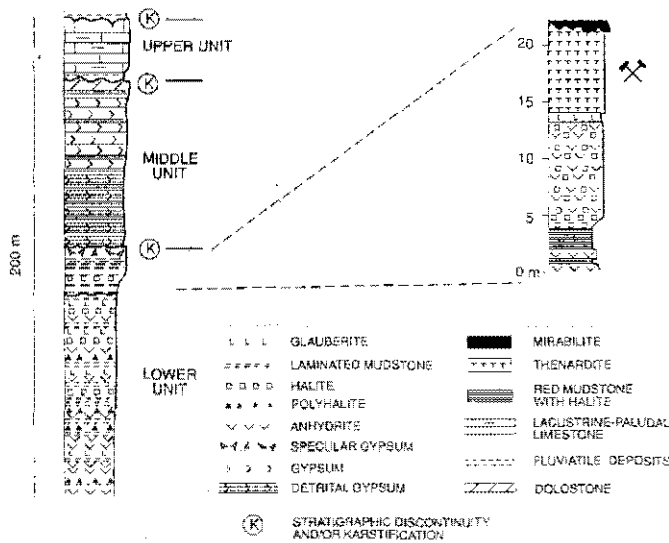 K
UPPER UNIT
K
MIDDLE
UNIT
K
200 m
LOWER
UNIT
20
15
10
5
0 m
GLAUBERITE
LAMINATED MUDSTONE
HALITE
POLYHALITE
ANHYDRITE
SPECULAR GYPSUM
GYPSUM
DETRITAL GYPSUM
MIRABILITE
THENARDITE
RED MUDSTONE
WITH HALITE
LACUSTRINE-PALUDAL
LIMESTONE
FLUVIATILE DEPOSITS
DOLOSTONE
K STRATIGRAPHIC DISCONTINUITY
AND/OR KARSTIFICATION